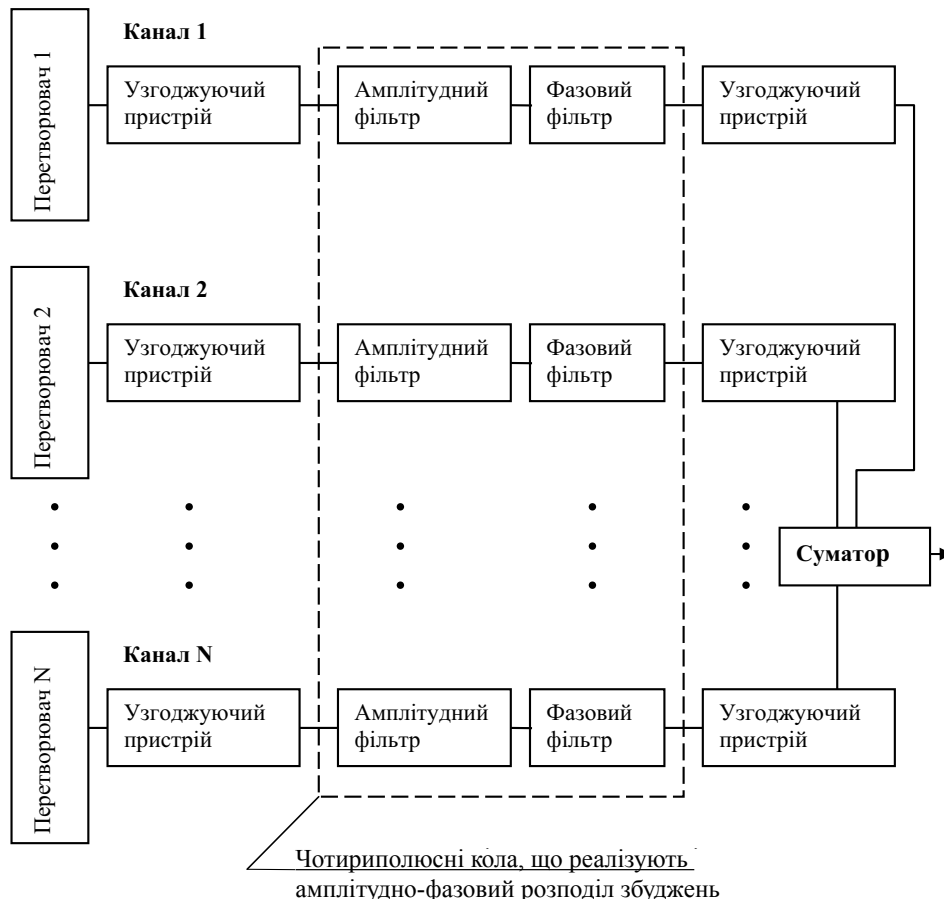 Канал 1
Перетворювач 1
Узгоджуючий
пристрій
Амплітудний
фільтр
Фазовий
фільтр
Узгоджуючий
пристрій
Канал 2
Перетворювач 2
Узгоджуючий
пристрій
Амплітудний
фільтр
Фазовий
фільтр
Узгоджуючий
пристрій
Суматор
Канал N
Перетворювач N
Узгоджуючий
пристрій
Амплітудний
фільтр
Фазовий
фільтр
Узгоджуючий
пристрій
Чотириполюсні кола, що реалізують
амплітудно-фазовий розподіл збуджень